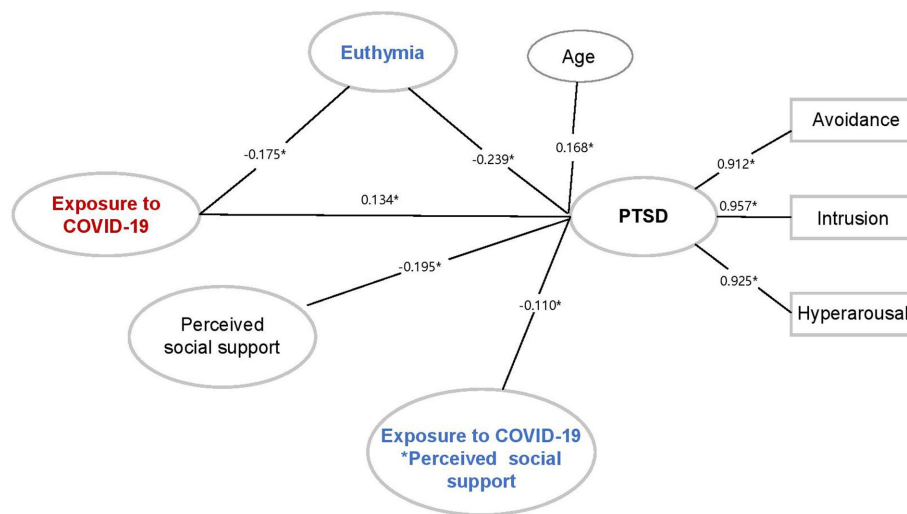 Euthymia
Age
Avoidance
-0.175*
-0.239*
0.168*
0.912*
Exposure to
COVID-19
0.134*
PTSD
0.957*
Intrusion
-0.195*
0.925*
Hyperarousal
Perceived
social support
-0.110*
Exposure to COVID-19
*Perceived social
support